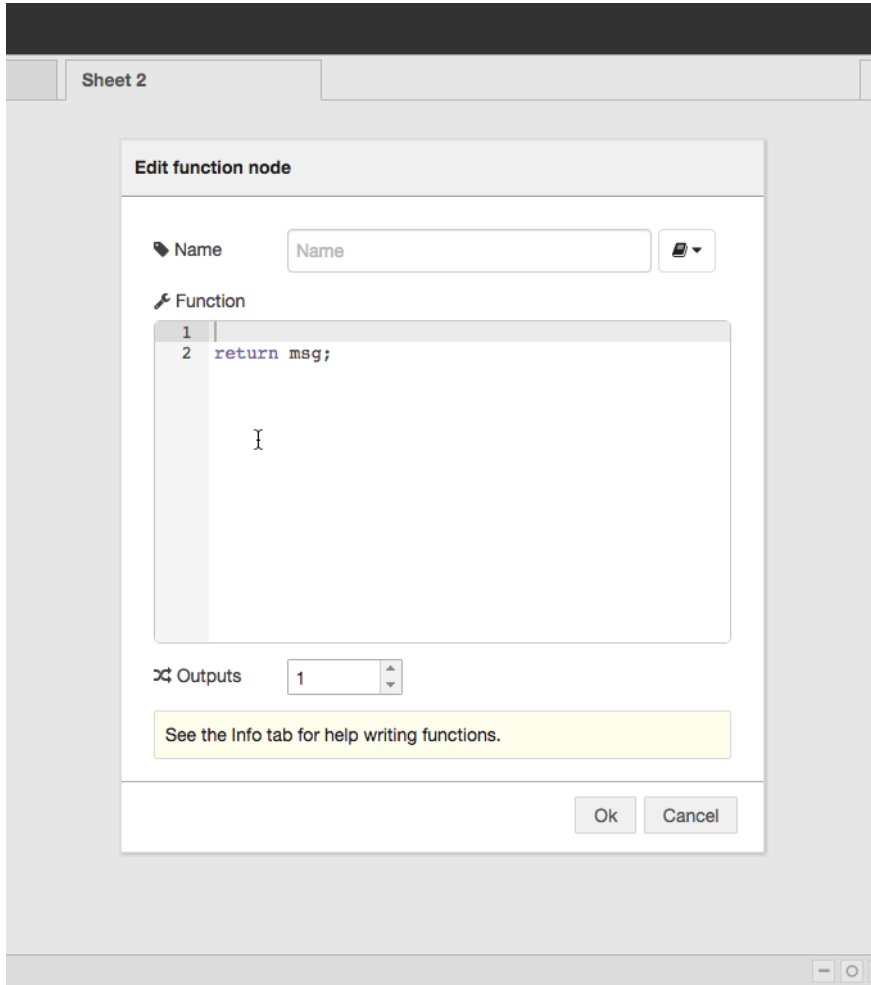 Sheet 2
Edit function node
Name Name
Function
1
2 return msg;
Outputs 1
See the Info tab for help writing functions.
Ok Cancel